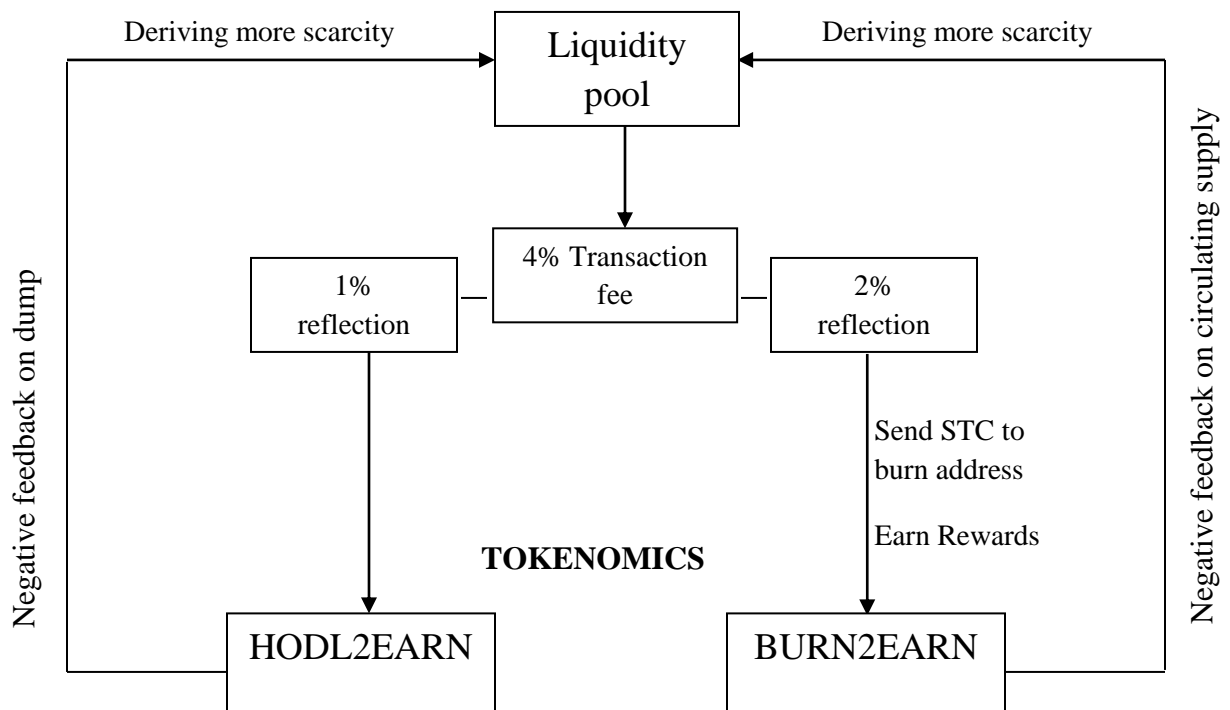 Deriving more scarcity
Liquidity
pool
Deriving more scarcity
Negative feedback on dump
Negative feedback on circulating supply
4% Transaction
fee
1%
reflection
2%
reflection
Send STC to
burn address
Earn Rewards
TOKENOMICS
HODL2EARN
BURN2EARN